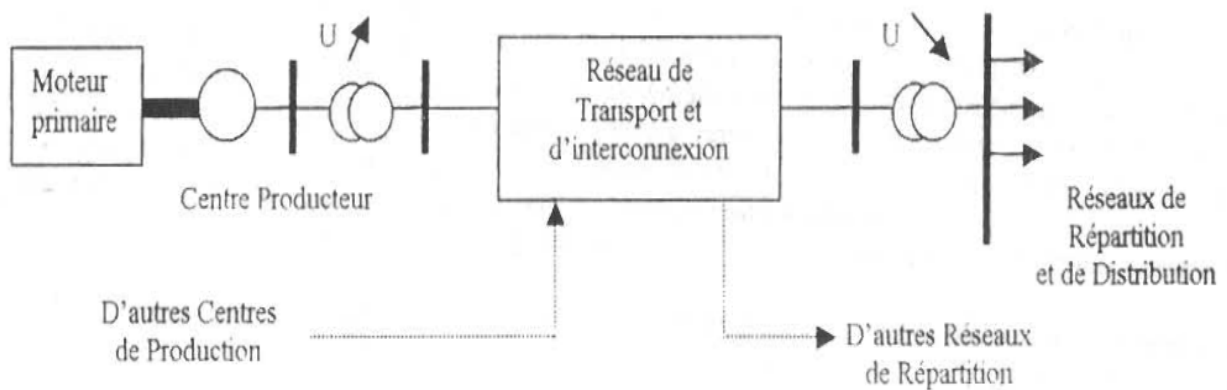 U
U
Moteur
primaire
Réseau de
Transport et
d'interconnexion
Centre Producteur
Réseaux de
Répartition
et de Distribution
D'autres Centres
de Production
D'autres Réseaux
de Répartition